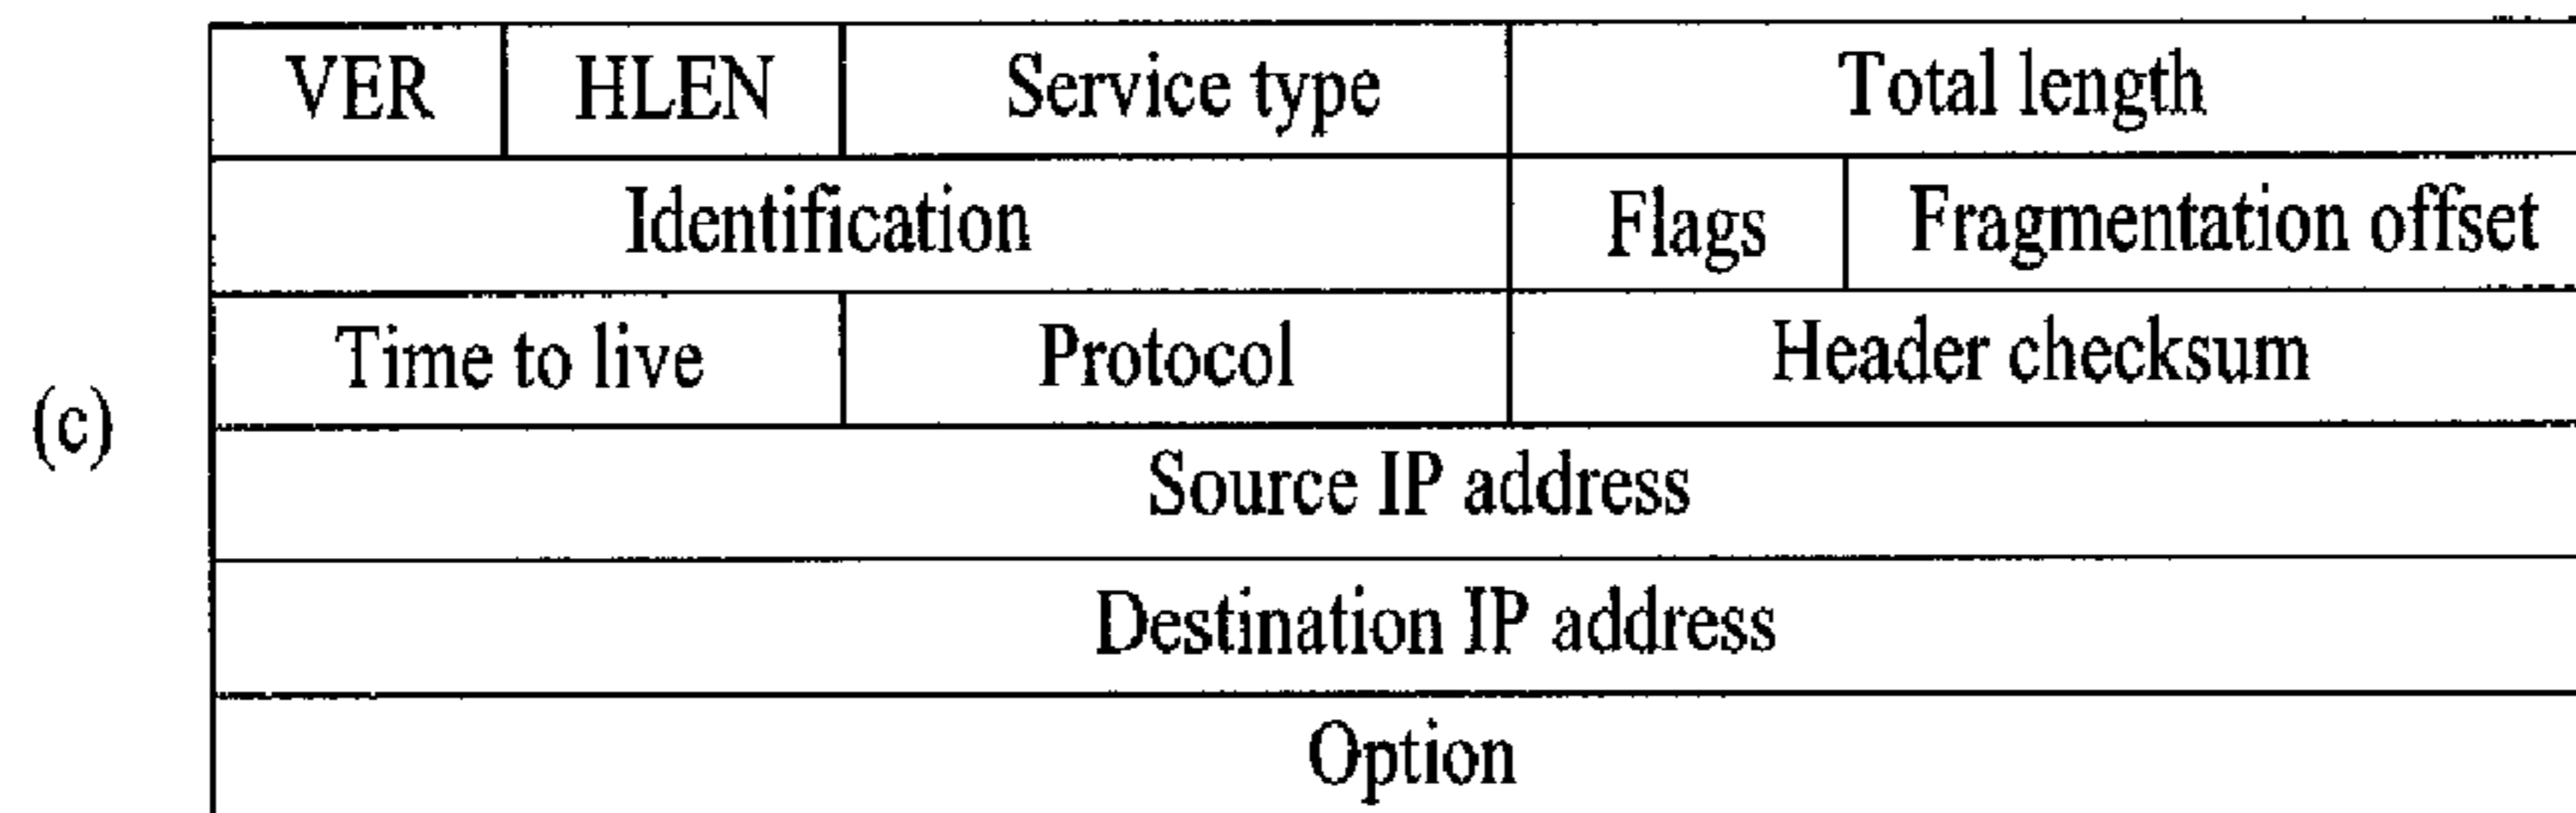 VER HLEN Service type Total length
Identification Flags Fragmentation offset
Time to live Protocol Header checksum
(c)
Source IP address
Destination IP address
Option